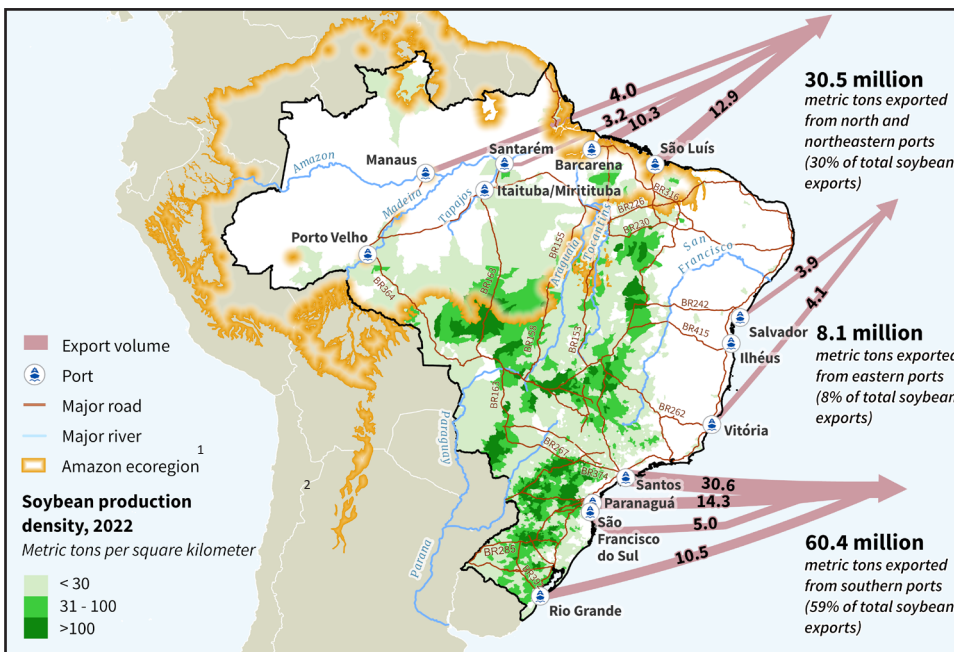 4.0
3.2
10.3
12.9
30.5 million
metric tons exported
from north and
northeastern ports
(30% of total soybean
exports)
Manaus
Santarém
Barcarena
São Luís
Itaituba/Miritituba
Porto Velho
Amazon
Madeira
Tapajos
Araguaia
Tocantins
San
Francisco
BR316
BR226
BR230
BR155
BR163
BR364
BR158
BR153
BR242
BR415
BR262
BR163
BR267
BR374
BR285
Paraguay
Parana
3.9
4.1
Salvador
Ilhéus
Vitória
8.1 million
metric tons exported
from eastern ports
(8% of total soybean
exports)
Santos
Paranaguá
São
Francisco
do Sul
Rio Grande
30.6
14.3
5.0
10.5
60.4 million
metric tons exported
from southern ports
(59% of total soybean
exports)
Export volume
Port
Major road
Major river
Amazon ecoregion 1
2
Soybean production
density, 2022
Metric tons per square kilometer
< 30
31 - 100
>100